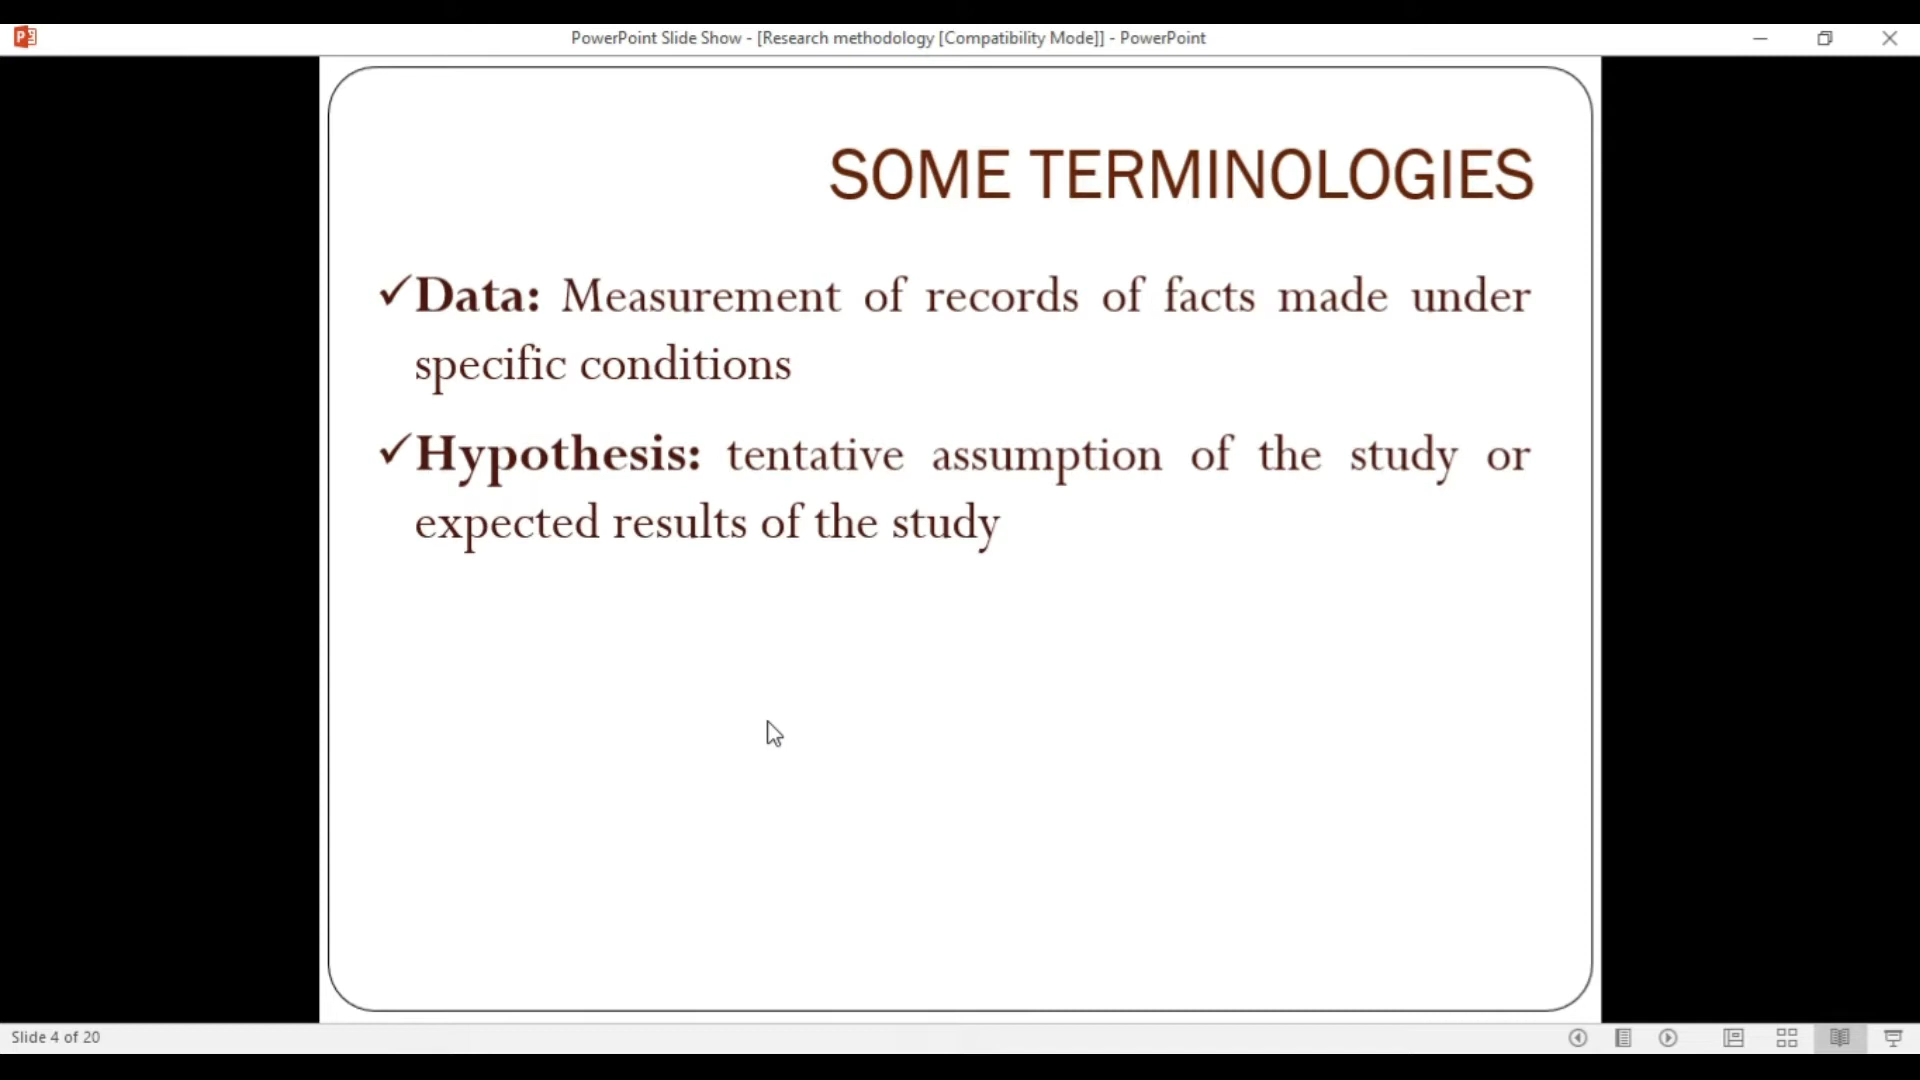 PowerPoint Slide Show - [Research methodology [Compatibility Mode]] - PowerPoint
SOME TERMINOLOGIES
✓Data: Measurement of records of facts made under
specific conditions
✓Hypothesis: tentative assumption of the study or
expected results of the study
Slide 4 of 20